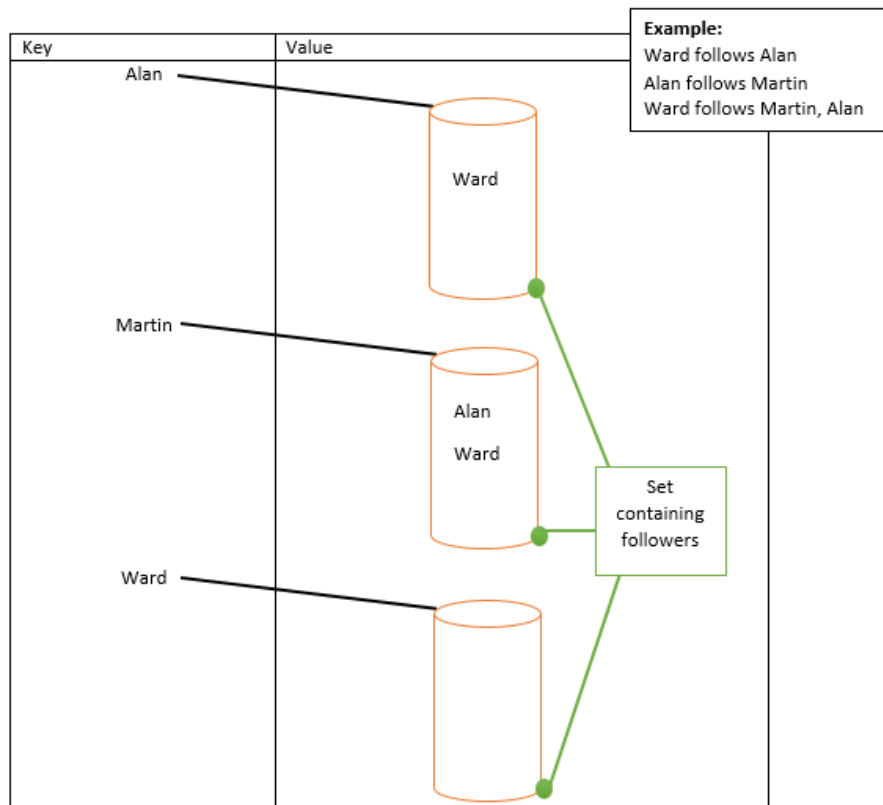 Example:
Ward follows Alan
Alan follows Martin
Ward follows Martin, Alan
Key
Value
Alan
Ward
Martin
Alan
Ward
Set
containing
followers
Ward